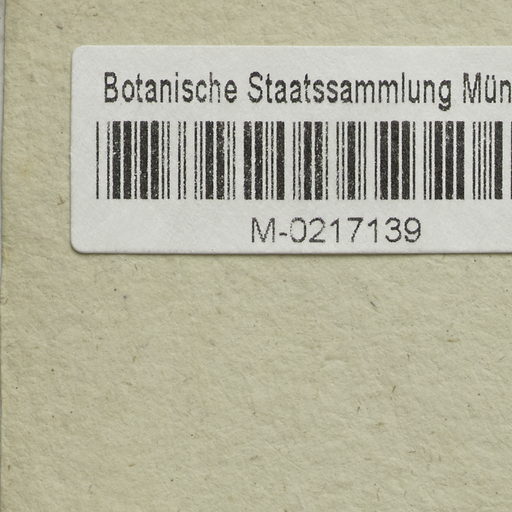 Botanische Staatssammlung Mün
M-0217139